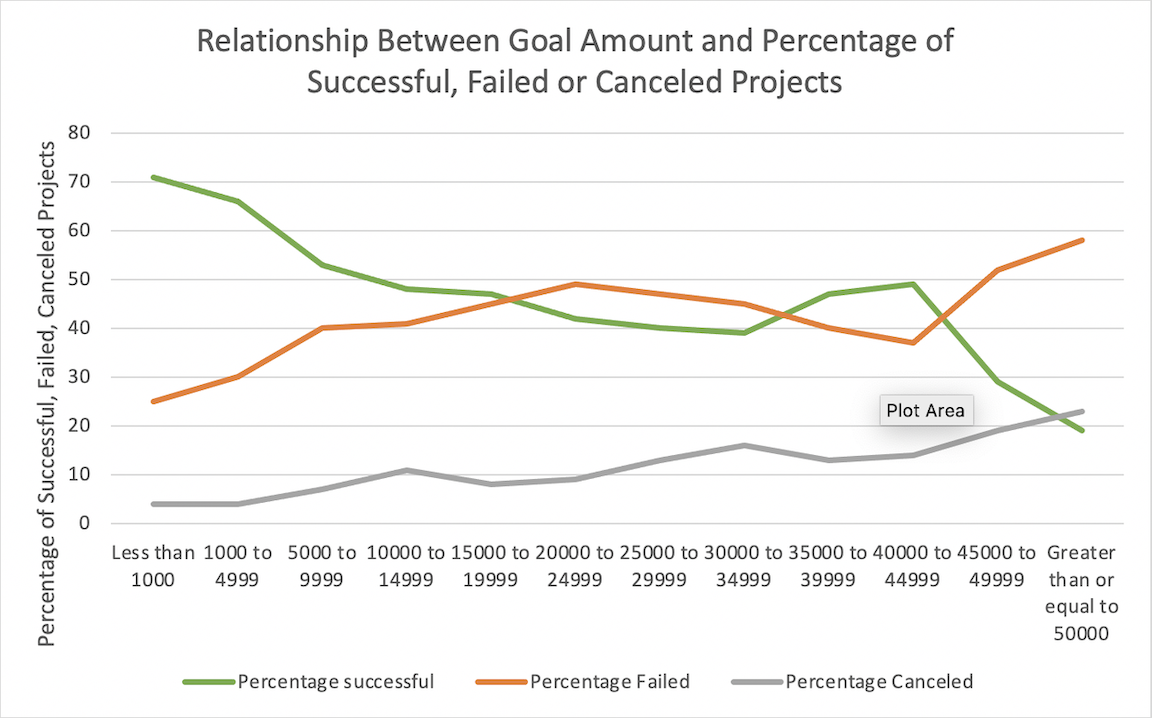 Relationship Between Goal Amount and Percentage of
Successful, Failed or Canceled Projects
Percentage of Successful, Failed, Canceled Projects
80
70
60
50
40
30
20
10
0
Plot Area
Less than 1000 to 5000 to 10000 to 15000 to 20000 to 25000 to 30000 to 35000 to 40000 to 45000 to Greater
1000 4999 9999 14999 19999 24999 29999 34999 39999 44999 49999 than or
equal to
50000
Percentage successful Percentage Failed Percentage Canceled